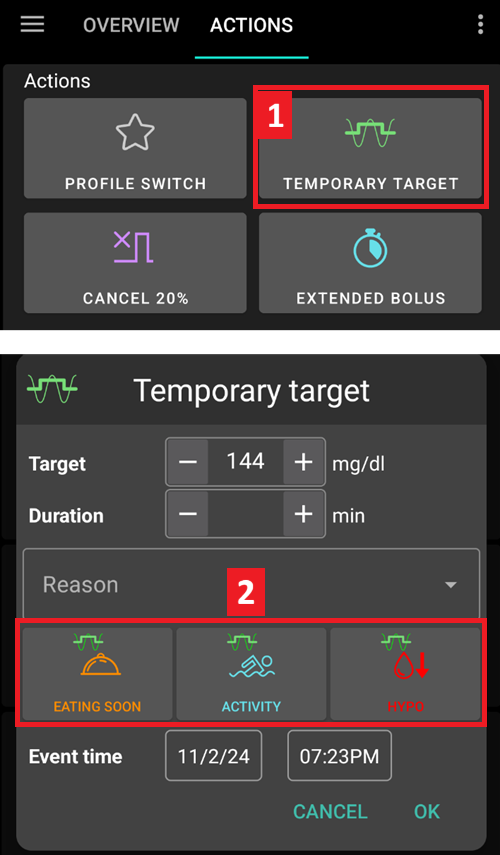 OVERVIEW ACTIONS
Actions
1
PROFILE SWITCH TEMPORARY TARGET
CANCEL 20% EXTENDED BOLUS
Temporary target
Target − 144 + mg/dl
Duration − + min
Reason
2
EATING SOON ACTIVITY HYPO
Event time 11/2/24 07:23PM
CANCEL OK